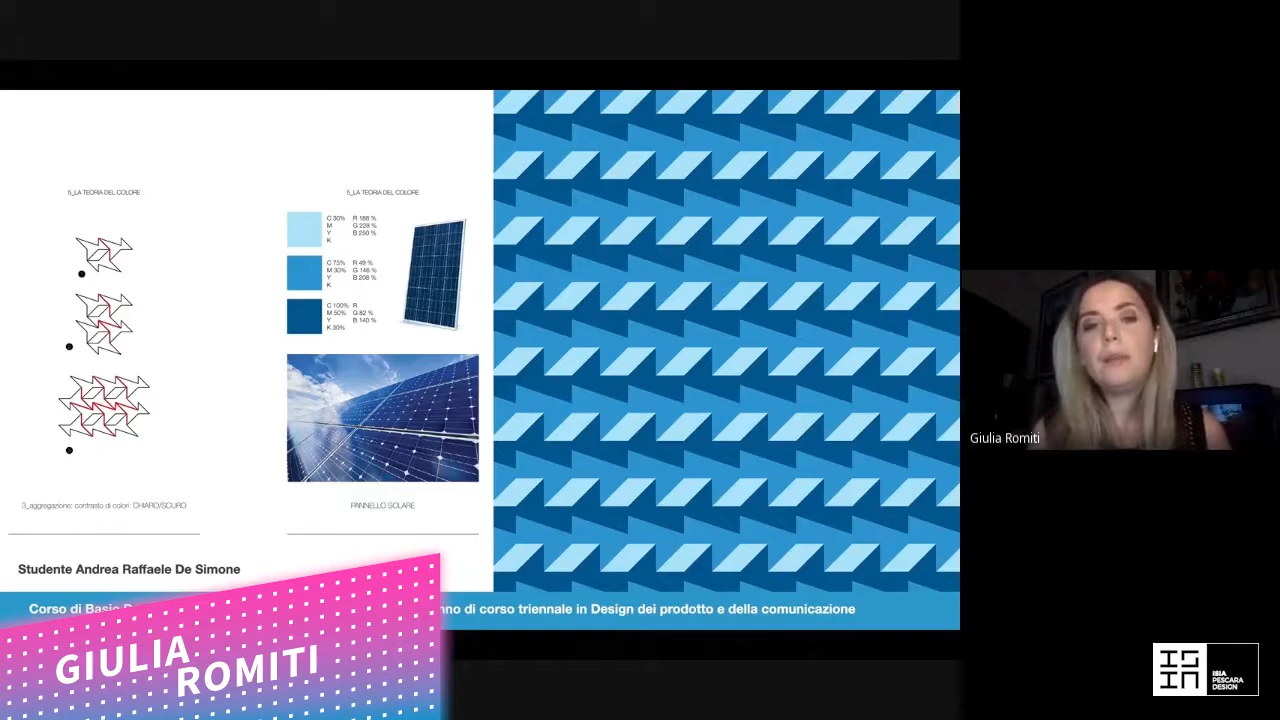 5_LA TEORIA DEL COLORE
3_aggregazione: contrasto di colori: CHIARO/SCURO
5_LA TEORIA DEL COLORE
C 30% R 188 %
M G 228 %
Y B 250 %
K
C 75% R 49 %
M 30% G 146 %
Y B 208 %
K
C 100% R
M 50% G 82 %
Y B 140 %
K 30%
PANNELLO SOLARE
Studente Andrea Raffaele De Simone
Corso di Basic
nno di corso triennale in Design dei prodotto e della comunicazione
GIULIA
ROMITI
Giulia Romiti
ISIA
PESCARA
DESIGN